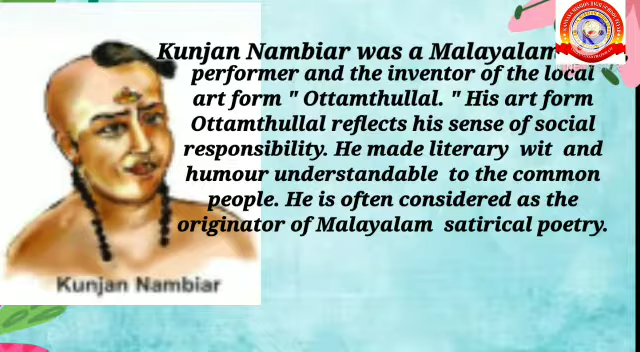 Kunjan Nambiar was a Malayalam
performer and the inventor of the local
art form " Ottamthullal. " His art form
Ottamthullal reflects his sense of social
responsibility. He made literary wit and
humour understandable to the common
people. He is often considered as the
originator of Malayalam satirical poetry.
Kunjan Nambiar